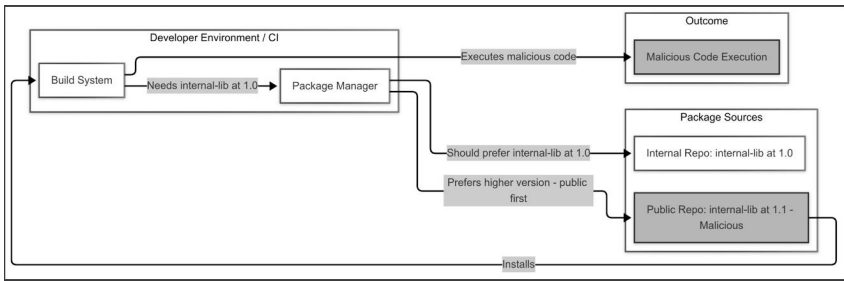 Outcome
Developer Environment / CI
Executes malicious code
Malicious Code Execution
Build System
Needs internal-lib at 1.0
Package Manager
Package Sources
Should prefer internal-lib at 1.0
Internal Repo: internal-lib at 1.0
Prefers higher version - public
first
Public Repo: internal-lib at 1.1 -
Malicious
Installs